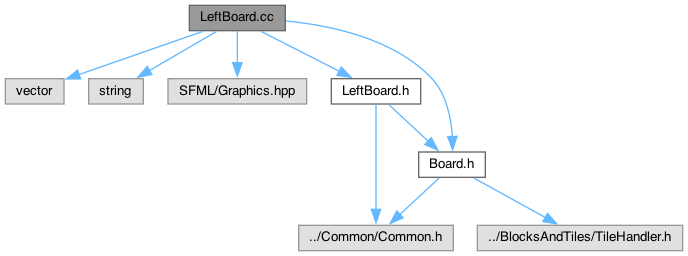 LeftBoard.cc
vector
string
SFML/Graphics.hpp
LeftBoard.h
Board.h
../Common/Common.h
../BlocksAndTiles/TileHandler.h